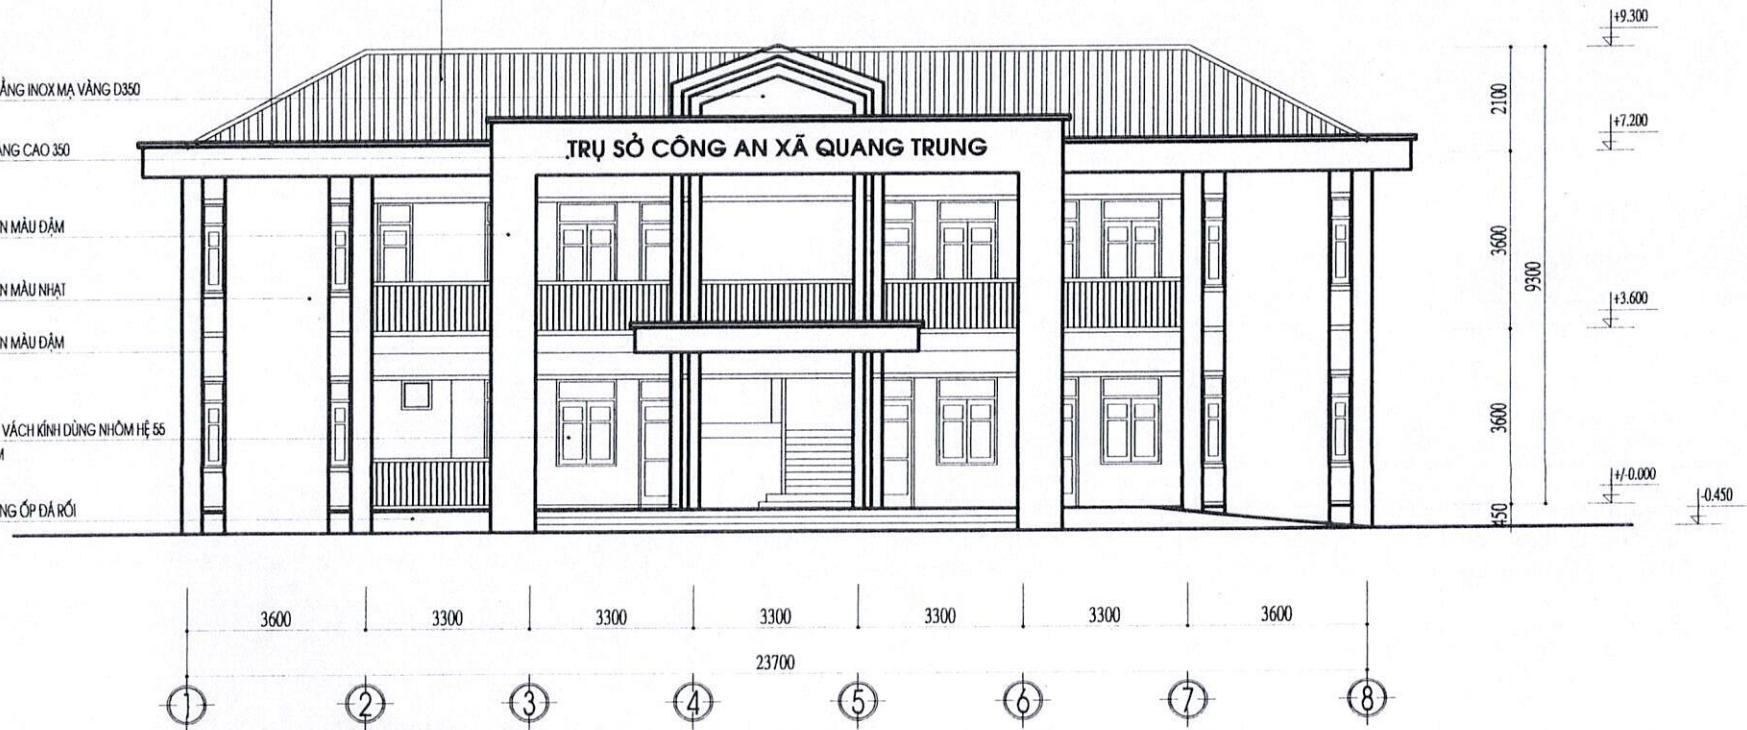 +9.300
ẰNG INOX MẠ VÀNG D350
2100
+7.200
ANG CAO 350
TRỤ SỞ CÔNG AN XÃ QUANG TRUNG
N MÀU ĐẬM
3600
9300
N MÀU NHẠT
+3.600
N MÀU ĐẬM
VÁCH KÍNH DÙNG NHÔM HỆ 55
3600
+/-0.000
-0.450
NG ỐP ĐÁ RỐI
450
3600 3300 3300 3300 3300 3300 3600
23700
1 2 3 4 5 6 7 8